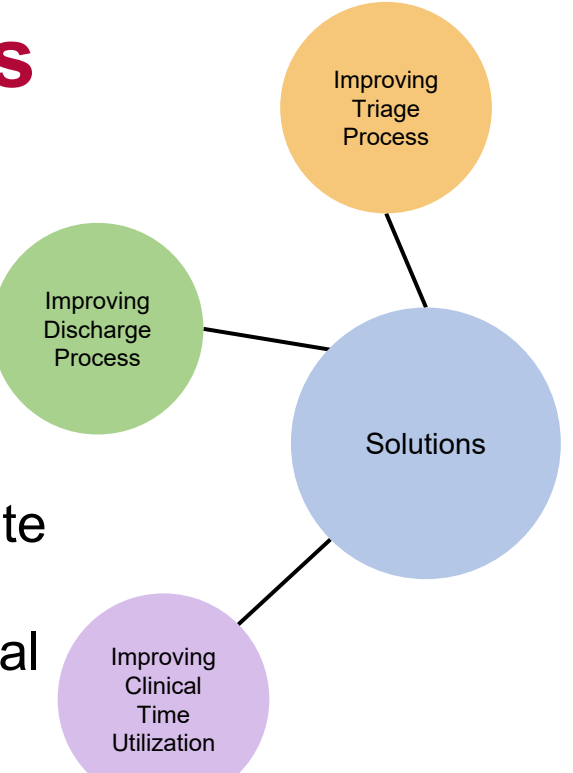 s
Improving
Triage
Process
Improving
Discharge
Process
Solutions
te
al
Improving
Clinical
Time
Utilization